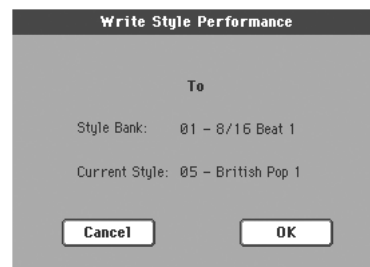 Write Style Performance
To
Style Bank: 01 - 8/16 Beat 1
Current Style: 05 - British Pop 1
Cancel OK